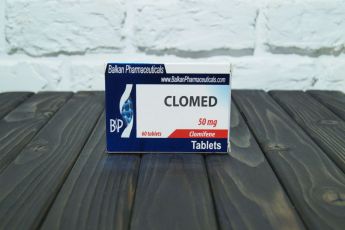 Balkan Pharmaceuticals
www.BalkanPharmaceuticals.com
CLOMED
50 mg
BP
60 tablets
Clomifene
Tablets